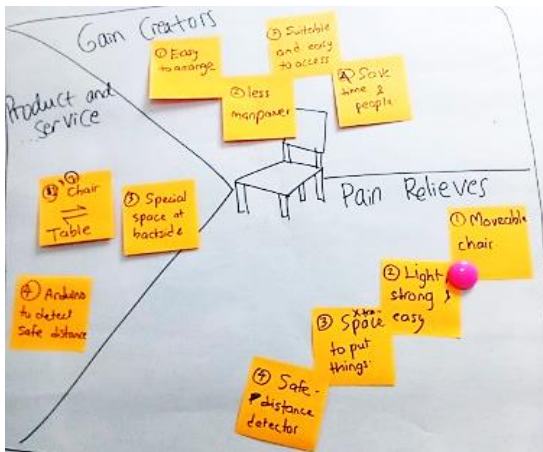 Gain Creators
① Easy
to arrange
② less
manpower
③ Suitable
and easy
to access
④ Save
time &
people
Product and
service
① ② Chair
⇌
Table
③ Special
space at
backside
④ Arduino
to detect
safe distance
Pain Relieves
① Moveable
chair
② Light,
strong &
easy
③ Xtra-
Space
to put
things.
④ Safe-
distance
detector